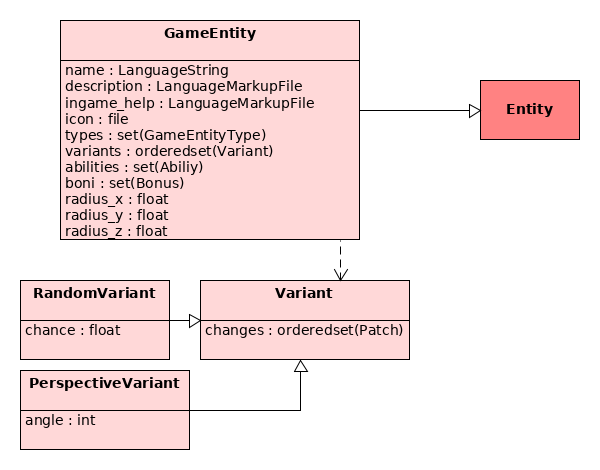 GameEntity
name : LanguageString
description : LanguageMarkupFile
ingame_help : LanguageMarkupFile
icon : file
types : set(GameEntityType)
variants : orderedset(Variant)
abilities : set(Abiliy)
boni : set(Bonus)
radius_x : float
radius_y : float
radius_z : float
Entity
RandomVariant
chance : float
Variant
changes : orderedset(Patch)
PerspectiveVariant
angle : int